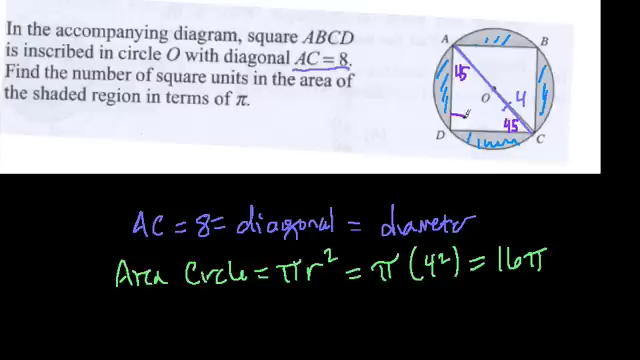 In the accompanying diagram, square ABCD
is inscribed in circle O with diagonal AC = 8.
Find the number of square units in the area of
the shaded region in terms of π.
A
B
45
O
4
45
D
C
AC = 8 = diagonal = diameter
Area Circle = πr² = π(4²) = 16π